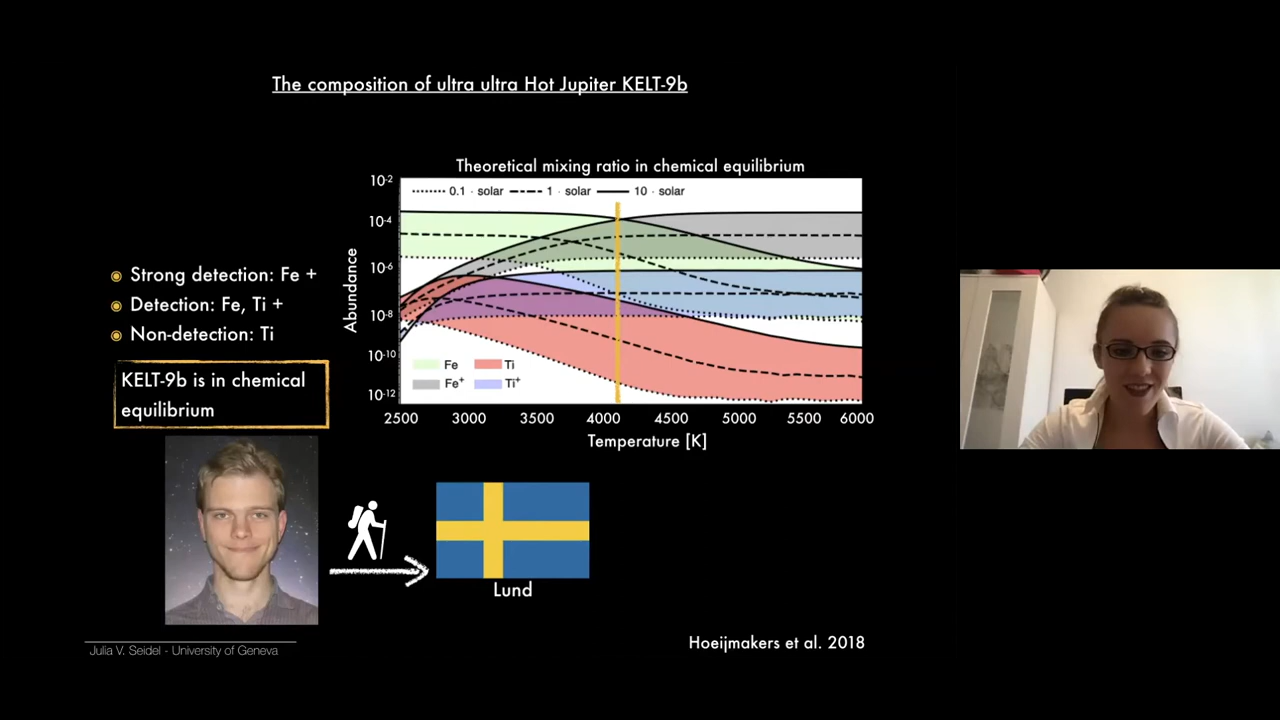 The composition of ultra ultra Hot Jupiter KELT-9b
Theoretical mixing ratio in chemical equilibrium
10-2
0.1 · solar
1 · solar
10 · solar
10-4
10-6
10-8
10-10
10-12
Abundance
Fe
Ti
Fe+
Ti+
2500 3000 3500 4000 4500 5000 5500 6000
Temperature [K]
Strong detection: Fe +
Detection: Fe, Ti +
Non-detection: Ti
KELT-9b is in chemical
equilibrium
Lund
Hoeijmakers et al. 2018
Julia V. Seidel - University of Geneva